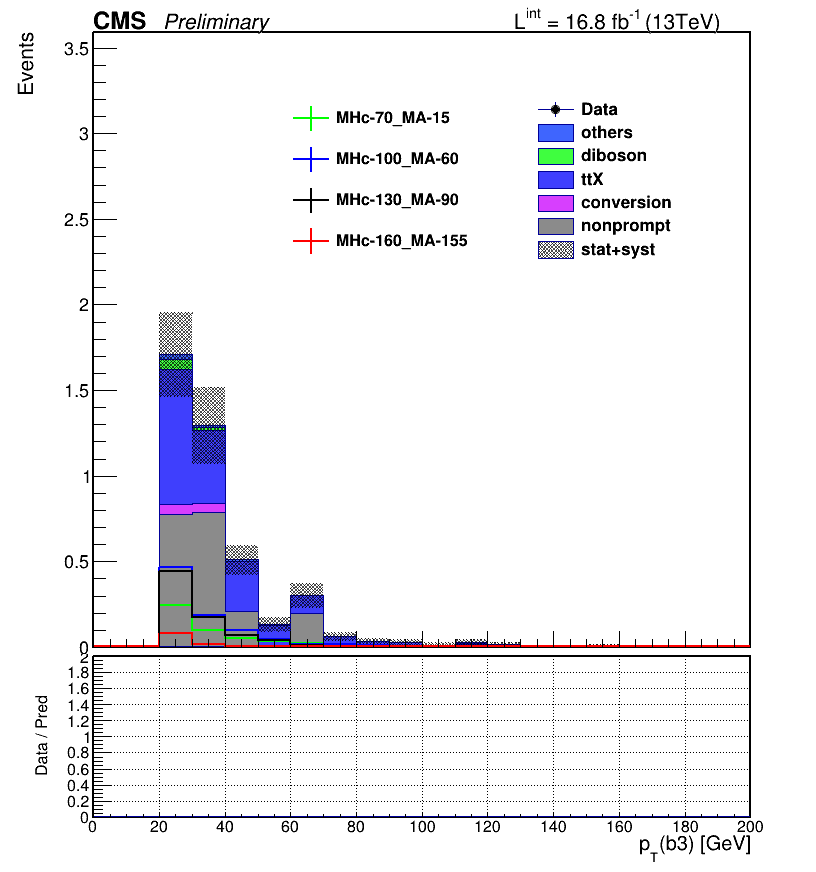 CMS Preliminary L^int = 16.8 fb^-1 (13TeV)
Events
3.5
3
2.5
2
1.5
1
0.5
0
MHc-70_MA-15
MHc-100_MA-60
MHc-130_MA-90
MHc-160_MA-155
Data
others
diboson
ttX
conversion
nonprompt
stat+syst
Data / Pred
2
1.8
1.6
1.4
1.2
1
0.8
0.6
0.4
0.2
0
0 20 40 60 80 100 120 140 160 180 200
p_T(b3) [GeV]